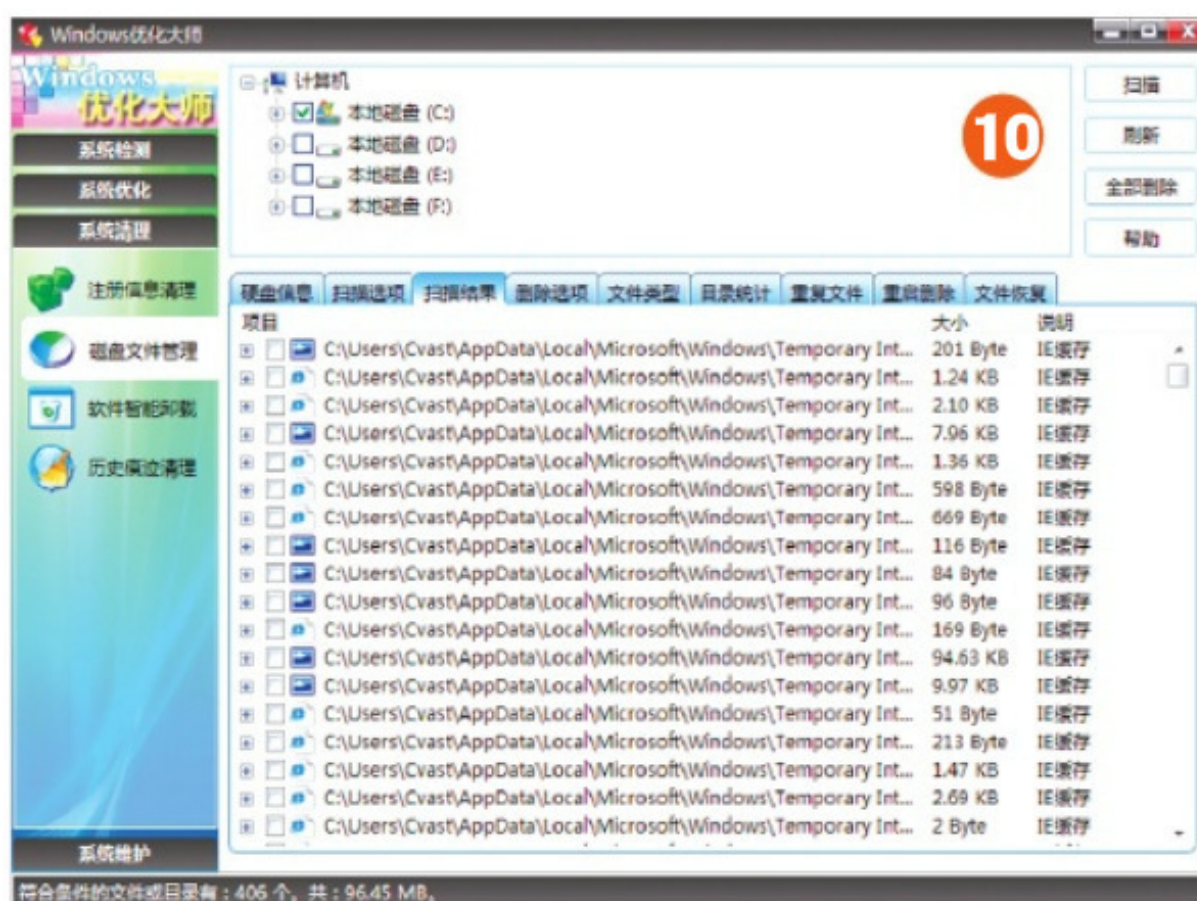 Windows优化大师
Windows
优化大师
系统检测
系统优化
系统清理
注册信息清理
磁盘文件管理
软件智能卸载
历史痕迹清理
系统维护
计算机
本地磁盘 (C:)
本地磁盘 (D:)
本地磁盘 (E:)
本地磁盘 (F:)
10
扫描
刷新
全部删除
帮助
硬盘信息 扫描选项 扫描结果 删除选项 文件类型 目录统计 重复文件 重启删除 文件恢复
项目 大小 说明
C:\Users\Cvast\AppData\Local\Microsoft\Windows\Temporary Int... 201 Byte IE缓存
C:\Users\Cvast\AppData\Local\Microsoft\Windows\Temporary Int... 1.24 KB IE缓存
C:\Users\Cvast\AppData\Local\Microsoft\Windows\Temporary Int... 2.10 KB IE缓存
C:\Users\Cvast\AppData\Local\Microsoft\Windows\Temporary Int... 7.96 KB IE缓存
C:\Users\Cvast\AppData\Local\Microsoft\Windows\Temporary Int... 1.36 KB IE缓存
C:\Users\Cvast\AppData\Local\Microsoft\Windows\Temporary Int... 598 Byte IE缓存
C:\Users\Cvast\AppData\Local\Microsoft\Windows\Temporary Int... 669 Byte IE缓存
C:\Users\Cvast\AppData\Local\Microsoft\Windows\Temporary Int... 116 Byte IE缓存
C:\Users\Cvast\AppData\Local\Microsoft\Windows\Temporary Int... 84 Byte IE缓存
C:\Users\Cvast\AppData\Local\Microsoft\Windows\Temporary Int... 96 Byte IE缓存
C:\Users\Cvast\AppData\Local\Microsoft\Windows\Temporary Int... 169 Byte IE缓存
C:\Users\Cvast\AppData\Local\Microsoft\Windows\Temporary Int... 94.63 KB IE缓存
C:\Users\Cvast\AppData\Local\Microsoft\Windows\Temporary Int... 9.97 KB IE缓存
C:\Users\Cvast\AppData\Local\Microsoft\Windows\Temporary Int... 51 Byte IE缓存
C:\Users\Cvast\AppData\Local\Microsoft\Windows\Temporary Int... 213 Byte IE缓存
C:\Users\Cvast\AppData\Local\Microsoft\Windows\Temporary Int... 1.47 KB IE缓存
C:\Users\Cvast\AppData\Local\Microsoft\Windows\Temporary Int... 2.69 KB IE缓存
C:\Users\Cvast\AppData\Local\Microsoft\Windows\Temporary Int... 2 Byte IE缓存
符合条件的文件或目录有：406 个，共：96.45 MB。